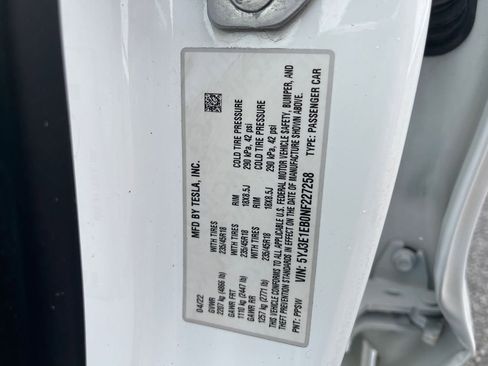 MFD BY TESLA, INC.
04/22
GVWR
2207 kg (4866 lb)
GAWR FRT WITH TIRES RIM COLD TIRE PRESSURE
1110 kg (2447 lb) 235/45R18 18X8.5J 290 kPa, 42 psi
GAWR RR WITH TIRES RIM COLD TIRE PRESSURE
1257 kg (2771 lb) 235/45R18 18X8.5J 290 kPa, 42 psi
THIS VEHICLE CONFORMS TO ALL APPLICABLE U.S. FEDERAL MOTOR VEHICLE SAFETY, BUMPER, AND
THEFT PREVENTION STANDARDS IN EFFECT ON THE DATE OF MANUFACTURE SHOWN ABOVE.
PWT: PPSW VIN: 5YJ3E1EB0NF227258 TYPE: PASSENGER CAR